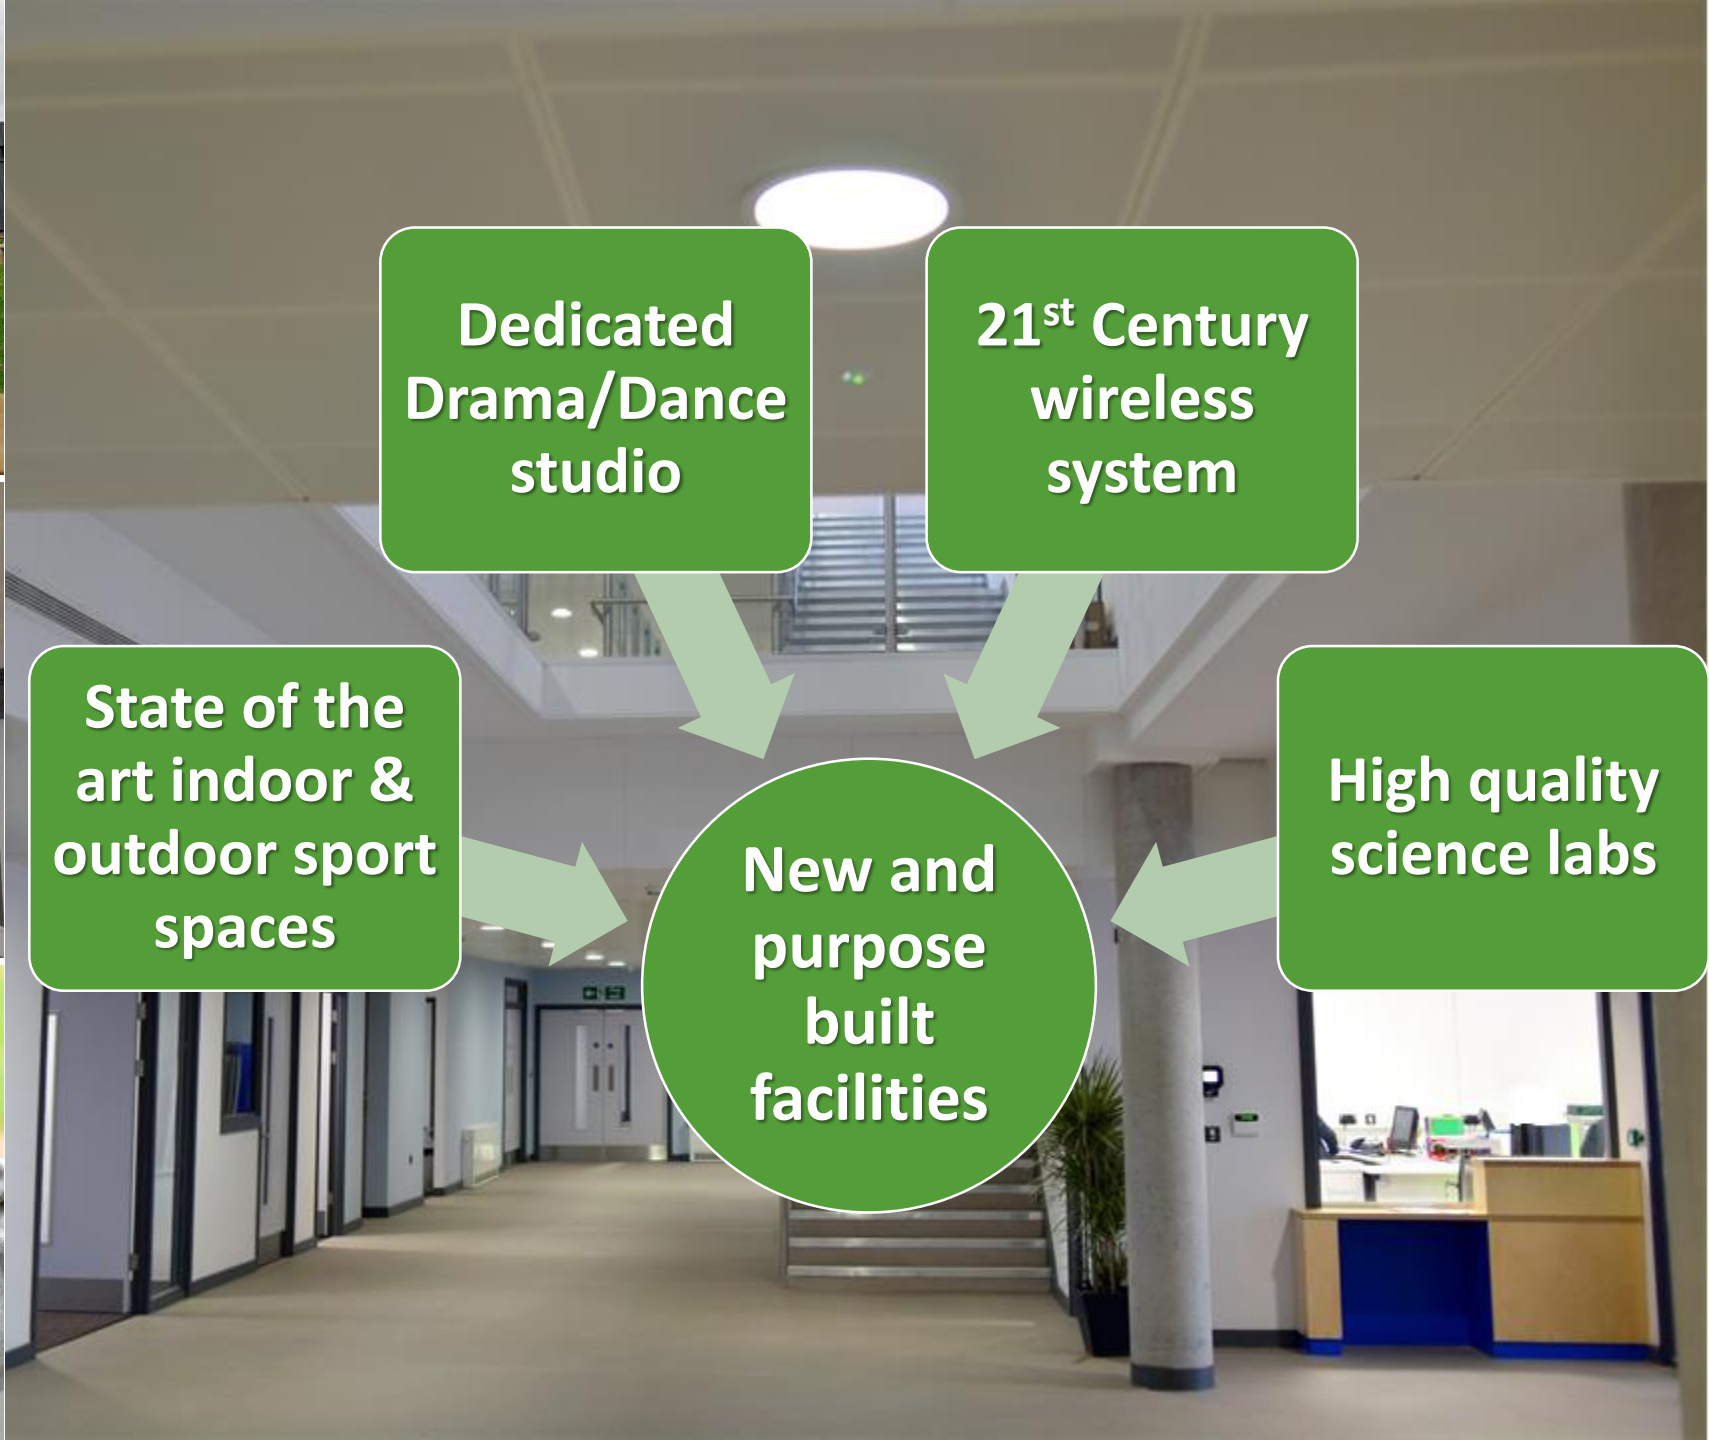 Dedicated
Drama/Dance
studio
21st Century
wireless
system
State of the
art indoor &
outdoor sport
spaces
High quality
science labs
New and
purpose
built
facilities